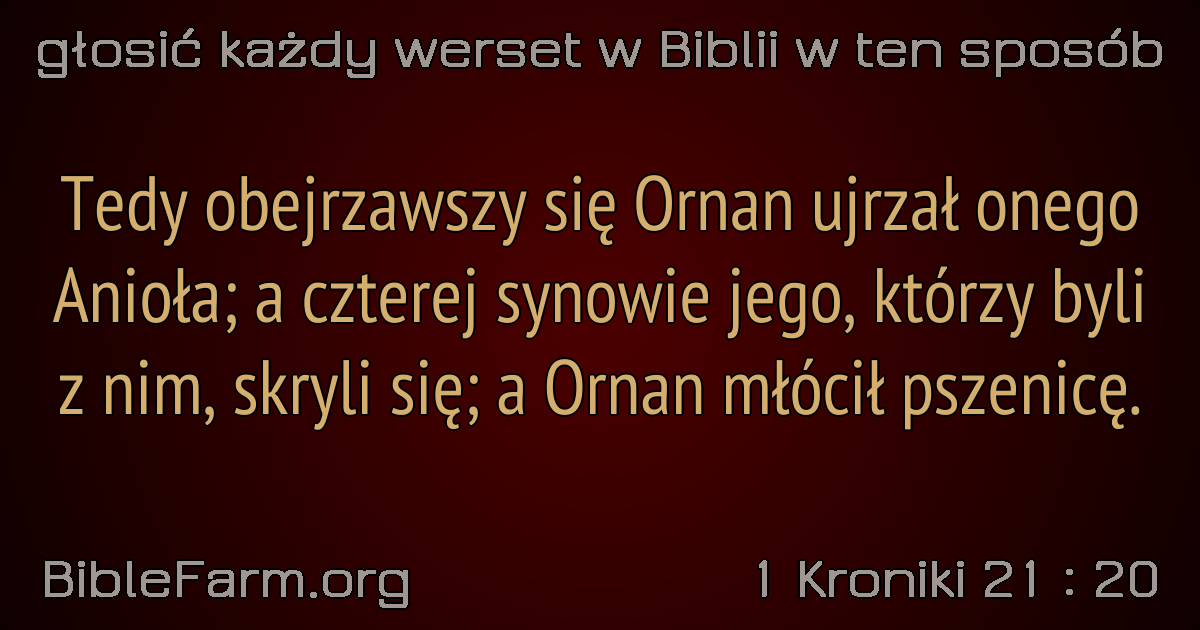 głosić każdy werset w Biblii w ten sposób
Tedy obejrzawszy się Ornan ujrzał onego
Anioła; a czterej synowie jego, którzy byli
z nim, skryli się; a Ornan młócił pszenicę.
BibleFarm.org
1 Kroniki 21 : 20